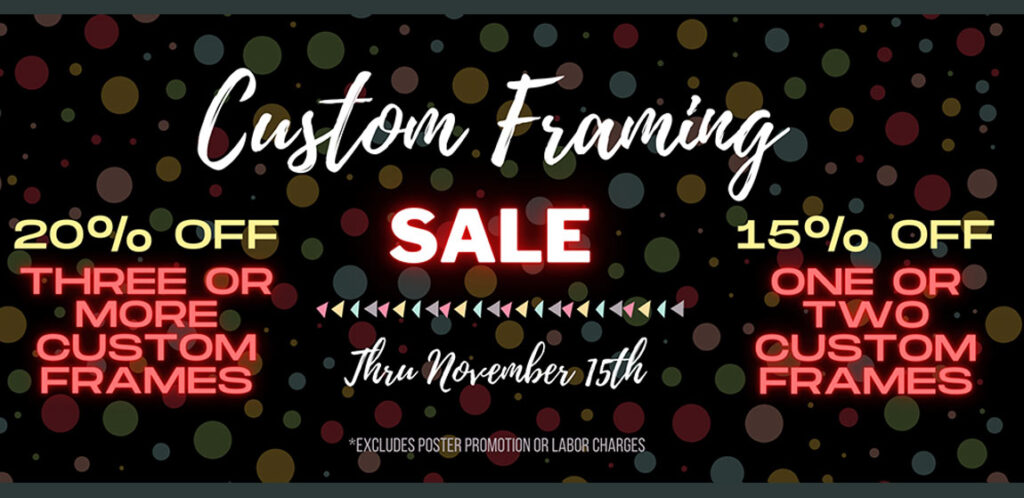 Custom Framing
SALE
20% OFF
THREE OR
MORE
CUSTOM
FRAMES
15% OFF
ONE OR
TWO
CUSTOM
FRAMES
Thru November 15th
*EXCLUDES POSTER PROMOTION OR LABOR CHARGES